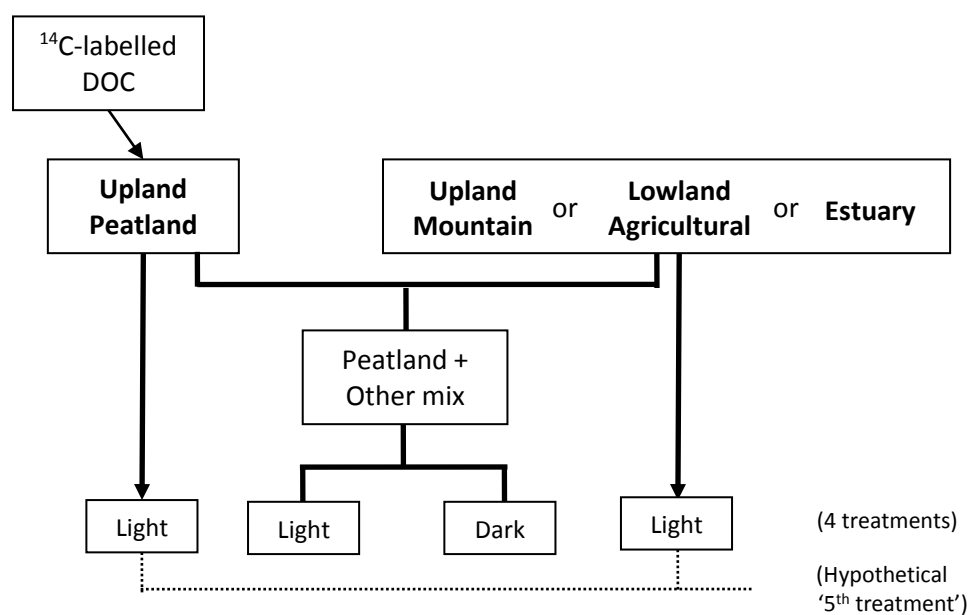 ¹⁴C-labelled
DOC
Upland
Peatland
Upland
Mountain
or
Lowland
Agricultural
or
Estuary
Peatland +
Other mix
Light
Light
Dark
Light
(4 treatments)
(Hypothetical
‘5ᵗʰ treatment’)